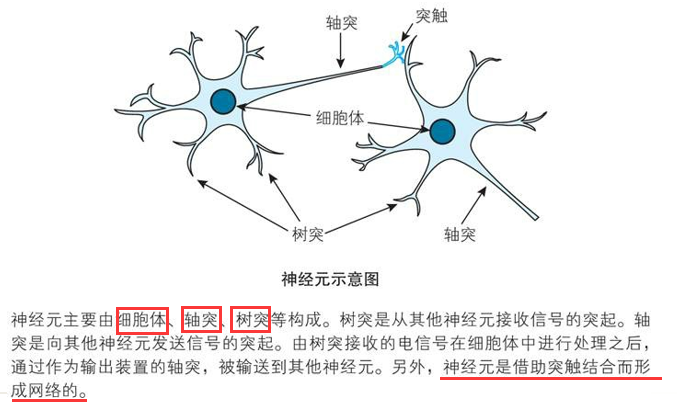 轴突
突触
细胞体
树突
轴突
神经元示意图
神经元主要由细胞体、轴突、树突等构成。树突是从其他神经元接收信号的突起。轴
突是向其他神经元发送信号的突起。由树突接收的电信号在细胞体中进行处理之后，
通过作为输出装置的轴突，被输送到其他神经元。另外，神经元是借助突触结合而形
成网络的。